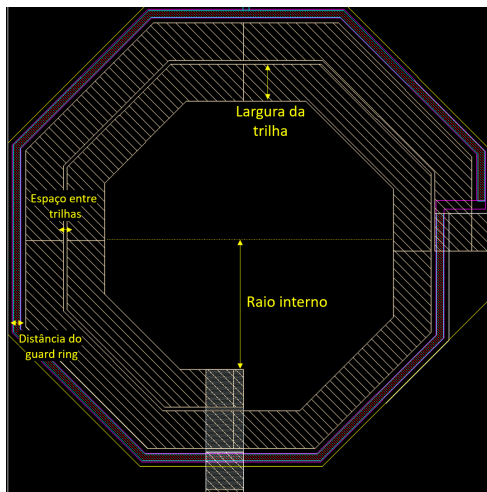 Largura da
trilha
Espaço entre
trilhas
Raio interno
Distância do
guard ring